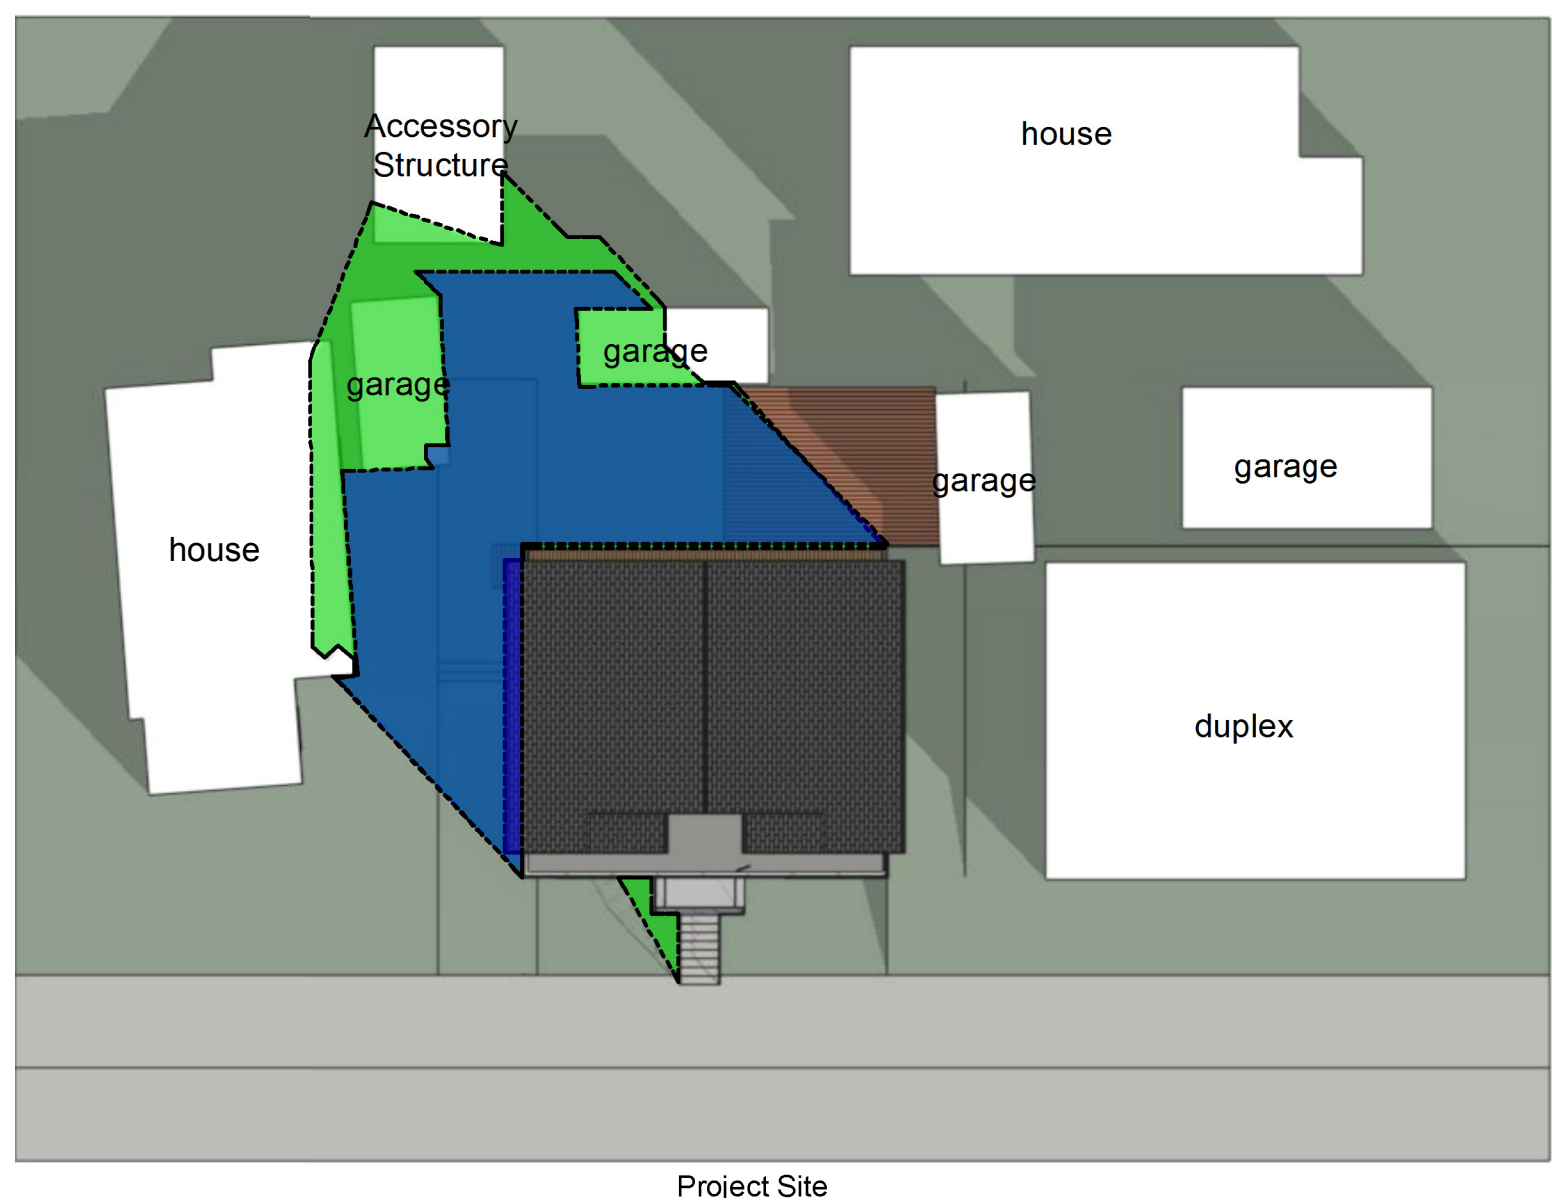 Accessory
Structure
house
garage
garage
garage
garage
house
duplex
Project Site